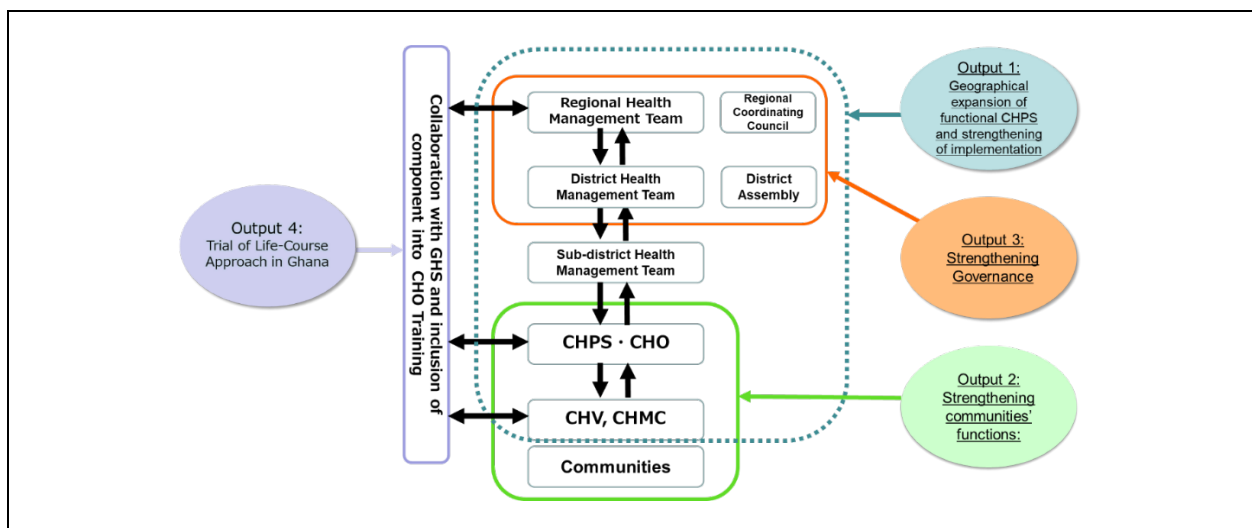 Output 4:
Trial of Life-Course
Approach in Ghana
Collaboration with GHS and inclusion of
component into CHO Training
Regional Health
Management Team
Regional
Coordinating
Council
District Health
Management Team
District
Assembly
Sub-district Health
Management Team
CHPS · CHO
CHV, CHMC
Communities
Output 1:
Geographical
expansion of
functional CHPS
and strengthening
of implementation
Output 3:
Strengthening
Governance
Output 2:
Strengthening
communities’
functions: